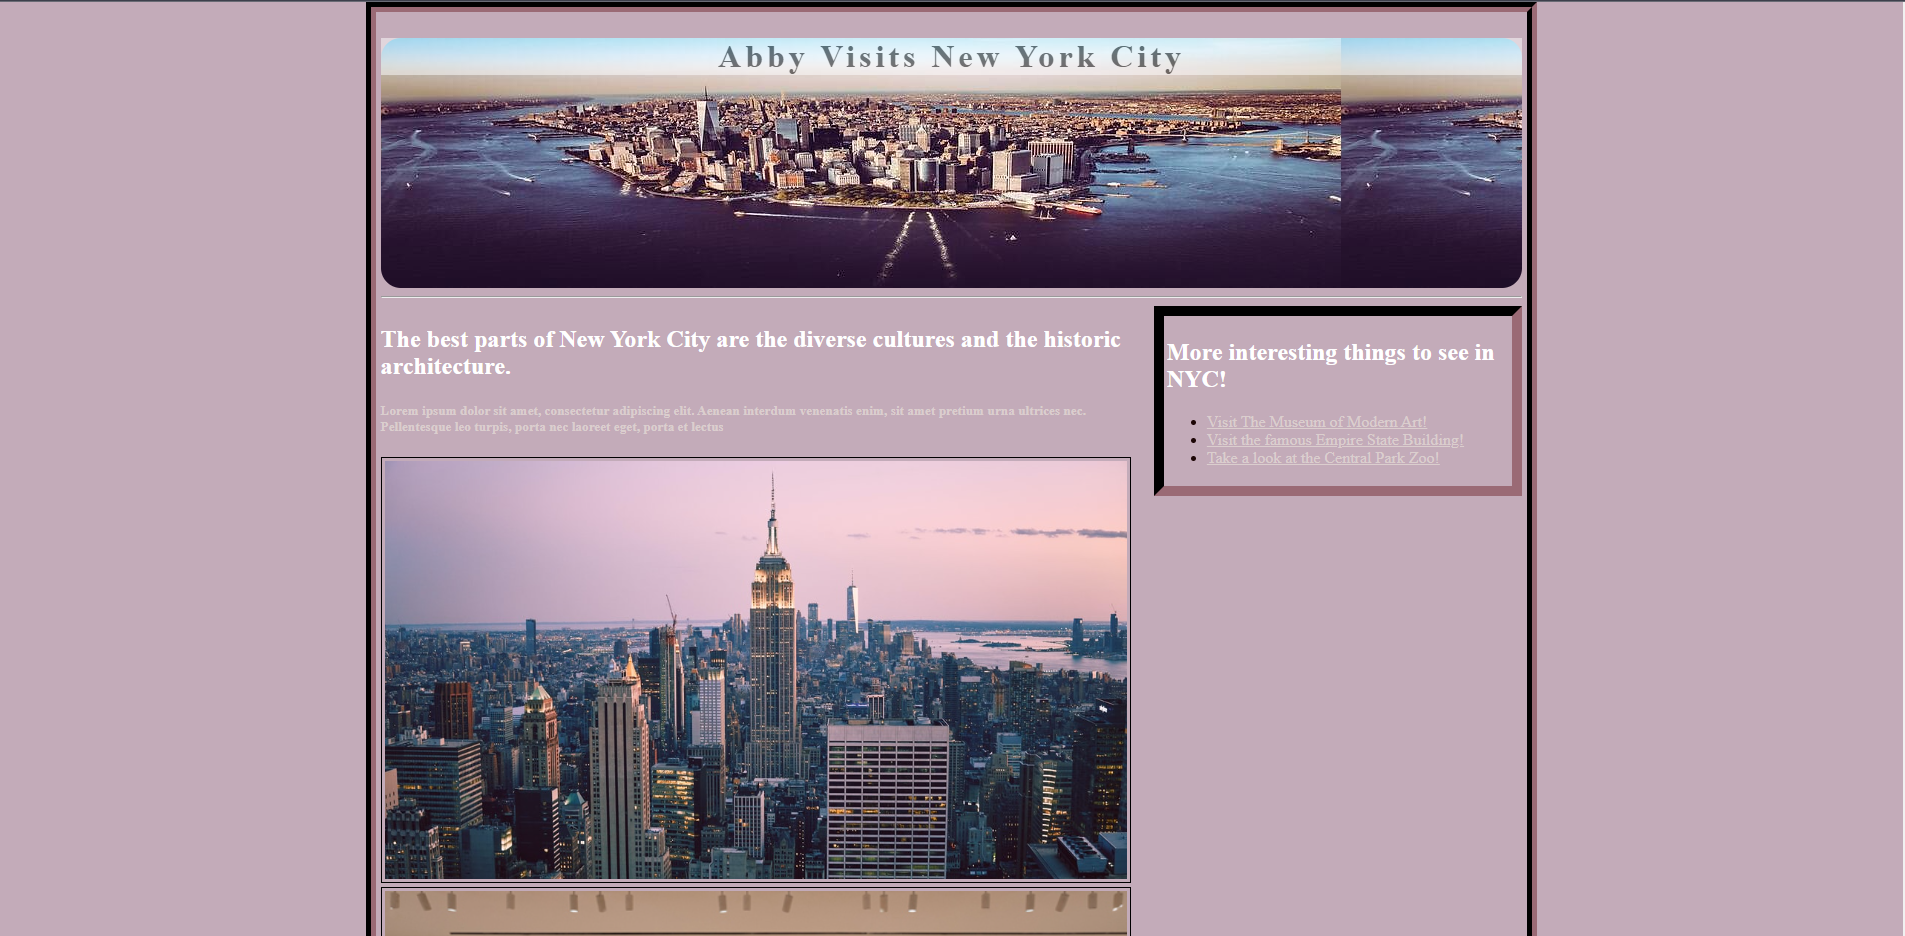 Abby Visits New York City
The best parts of New York City are the diverse cultures and the historic
architecture.
Lorem ipsum dolor sit amet, consectetur adipiscing elit. Aenean interdum venenatis enim, sit amet pretium urna ultrices nec.
Pellentesque leo turpis, porta nec laoreet eget, porta et lectus
More interesting things to see in
NYC!
Visit The Museum of Modern Art!
Visit the famous Empire State Building!
Take a look at the Central Park Zoo!